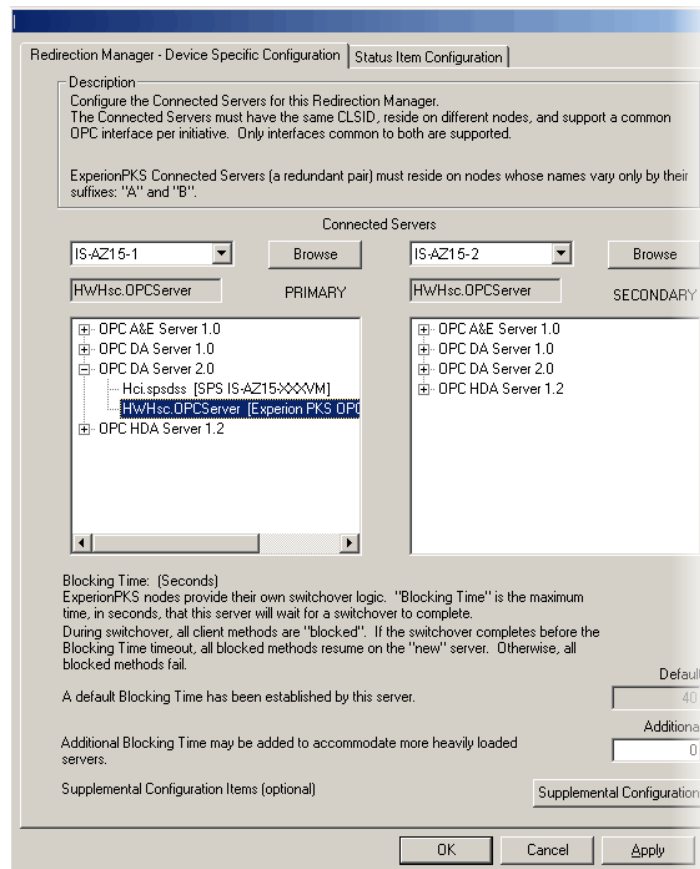 Redirection Manager - Device Specific Configuration
Status Item Configuration
Description
Configure the Connected Servers for this Redirection Manager.
The Connected Servers must have the same CLSID, reside on different nodes, and support a common
OPC interface per initiative.  Only interfaces common to both are supported.
ExperionPKS Connected Servers (a redundant pair) must reside on nodes whose names vary only by their
suffixes: "A" and "B".
Connected Servers
IS-AZ15-1
Browse
IS-AZ15-2
Browse
HWHsc.OPCServer
PRIMARY
HWHsc.OPCServer
SECONDARY
OPC A&E Server 1.0
OPC DA Server 1.0
OPC DA Server 2.0
Hci.spsdss  [SPS IS-AZ15-XXXVM]
HWHsc.OPCServer  [Experion PKS OPC
OPC HDA Server 1.2
OPC A&E Server 1.0
OPC DA Server 1.0
OPC DA Server 2.0
OPC HDA Server 1.2
Blocking Time:  (Seconds)
ExperionPKS nodes provide their own switchover logic.  "Blocking Time" is the maximum
time, in seconds, that this server will wait for a switchover to complete.
During switchover, all client methods are "blocked".  If the switchover completes before the
Blocking Time timeout, all blocked methods resume on the "new" server.  Otherwise, all
blocked methods fail.
Default
A default Blocking Time has been established by this server.
40
Additional
Additional Blocking Time may be added to accommodate more heavily loaded
servers.
0
Supplemental Configuration Items (optional)
Supplemental Configuration
OK
Cancel
Apply